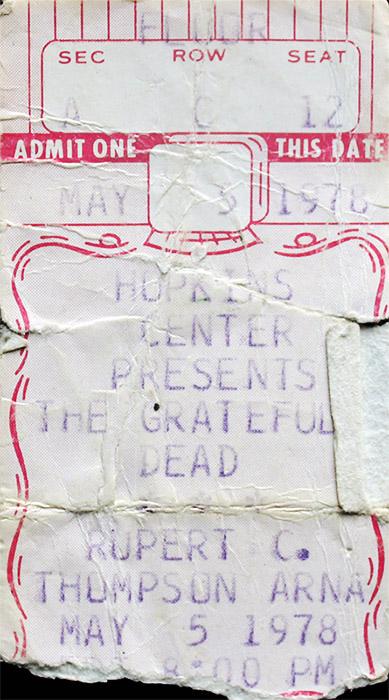 FLOOR
SEC ROW SEAT
A C 12
ADMIT ONE THIS DATE
MAY 5 1978
HOPKINS
CENTER
PRESENTS
THE GRATEFUL
DEAD
RUPERT C.
THOMPSON ARNA
MAY 5 1978
8:00 PM